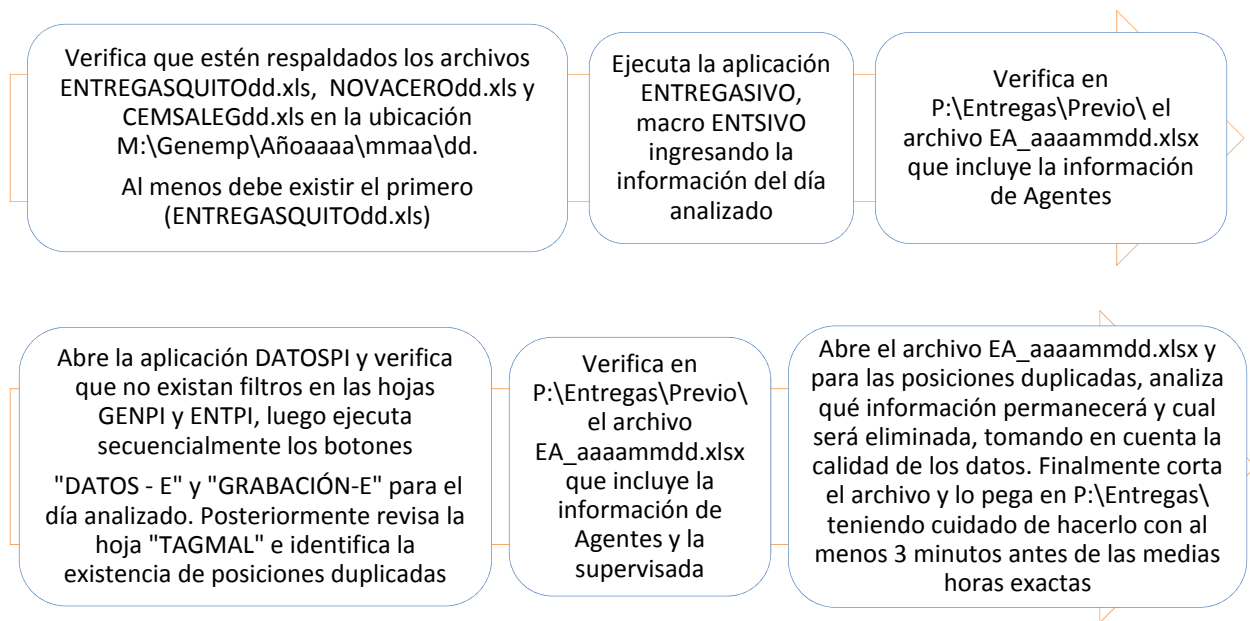 Verifica que estén respaldados los archivos
ENTREGASQUITOdd.xls, NOVACEROdd.xls y
CEMSALEGdd.xls en la ubicación
M:\Genemp\Añoaaaa\mmaa\dd.
Al menos debe existir el primero
(ENTREGASQUITOdd.xls)
Ejecuta la aplicación
ENTREGASIVO,
macro ENTSIVO
ingresando la
información del día
analizado
Verifica en
P:\Entregas\Previo\ el
archivo EA_aaaammdd.xlsx
que incluye la información
de Agentes
Abre la aplicación DATOSPI y verifica
que no existan filtros en las hojas
GENPI y ENTPI, luego ejecuta
secuencialmente los botones
"DATOS - E" y "GRABACIÓN-E" para el
día analizado. Posteriormente revisa la
hoja "TAGMAL" e identifica la
existencia de posiciones duplicadas
Verifica en
P:\Entregas\Previo\
el archivo
EA_aaaammdd.xlsx
que incluye la
información de
Agentes y la
supervisada
Abre el archivo EA_aaaammdd.xlsx y
para las posiciones duplicadas, analiza
qué información permanecerá y cual
será eliminada, tomando en cuenta la
calidad de los datos. Finalmente corta
el archivo y lo pega en P:\Entregas\
teniendo cuidado de hacerlo con al
menos 3 minutos antes de las medias
horas exactas